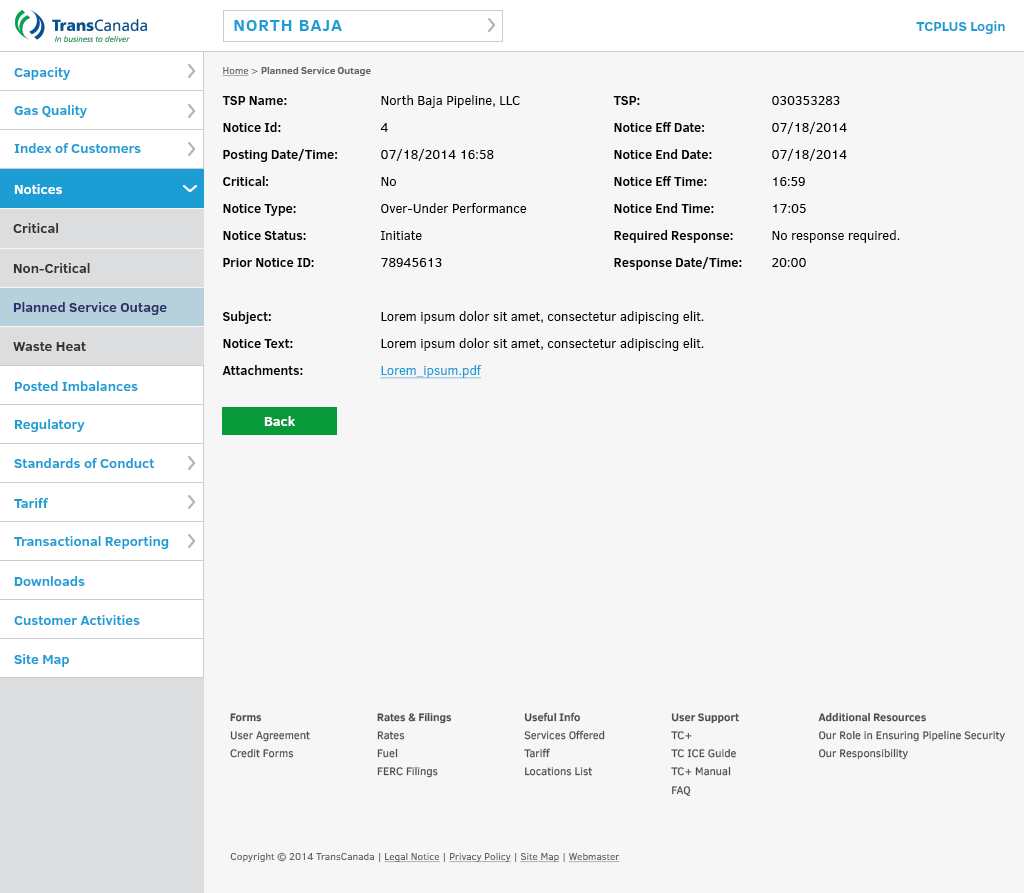 TransCanada
In business to deliver
NORTH BAJA
TCPLUS Login
Capacity
Gas Quality
Index of Customers
Notices
Critical
Non-Critical
Planned Service Outage
Waste Heat
Posted Imbalances
Regulatory
Standards of Conduct
Tariff
Transactional Reporting
Downloads
Customer Activities
Site Map
Home > Planned Service Outage
TSP Name: North Baja Pipeline, LLC TSP: 030353283
Notice Id: 4 Notice Eff Date: 07/18/2014
Posting Date/Time: 07/18/2014 16:58 Notice End Date: 07/18/2014
Critical: No Notice Eff Time: 16:59
Notice Type: Over-Under Performance Notice End Time: 17:05
Notice Status: Initiate Required Response: No response required.
Prior Notice ID: 78945613 Response Date/Time: 20:00
Subject: Lorem ipsum dolor sit amet, consectetur adipiscing elit.
Notice Text: Lorem ipsum dolor sit amet, consectetur adipiscing elit.
Attachments: Lorem_ipsum.pdf
Back
Forms
User Agreement
Credit Forms
Rates & Filings
Rates
Fuel
FERC Filings
Useful Info
Services Offered
Tariff
Locations List
User Support
TC+
TC ICE Guide
TC+ Manual
FAQ
Additional Resources
Our Role in Ensuring Pipeline Security
Our Responsibility
Copyright © 2014 TransCanada | Legal Notice | Privacy Policy | Site Map | Webmaster